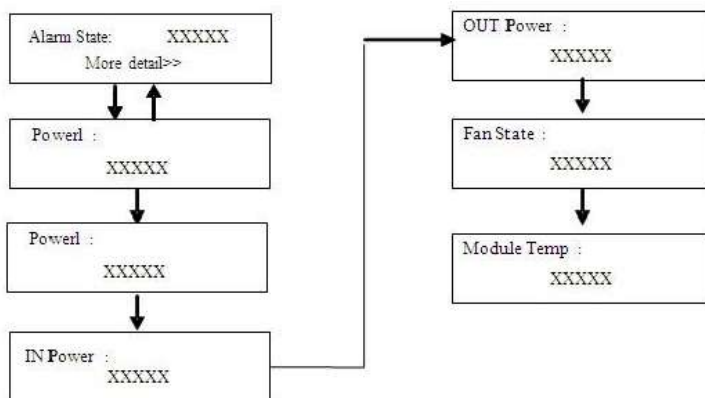 Alarm State: XXXXX
More detail>>
Powerl :
XXXXX
Powerl :
XXXXX
IN Power :
XXXXX
OUT Power :
XXXXX
Fan State :
XXXXX
Module Temp :
XXXXX